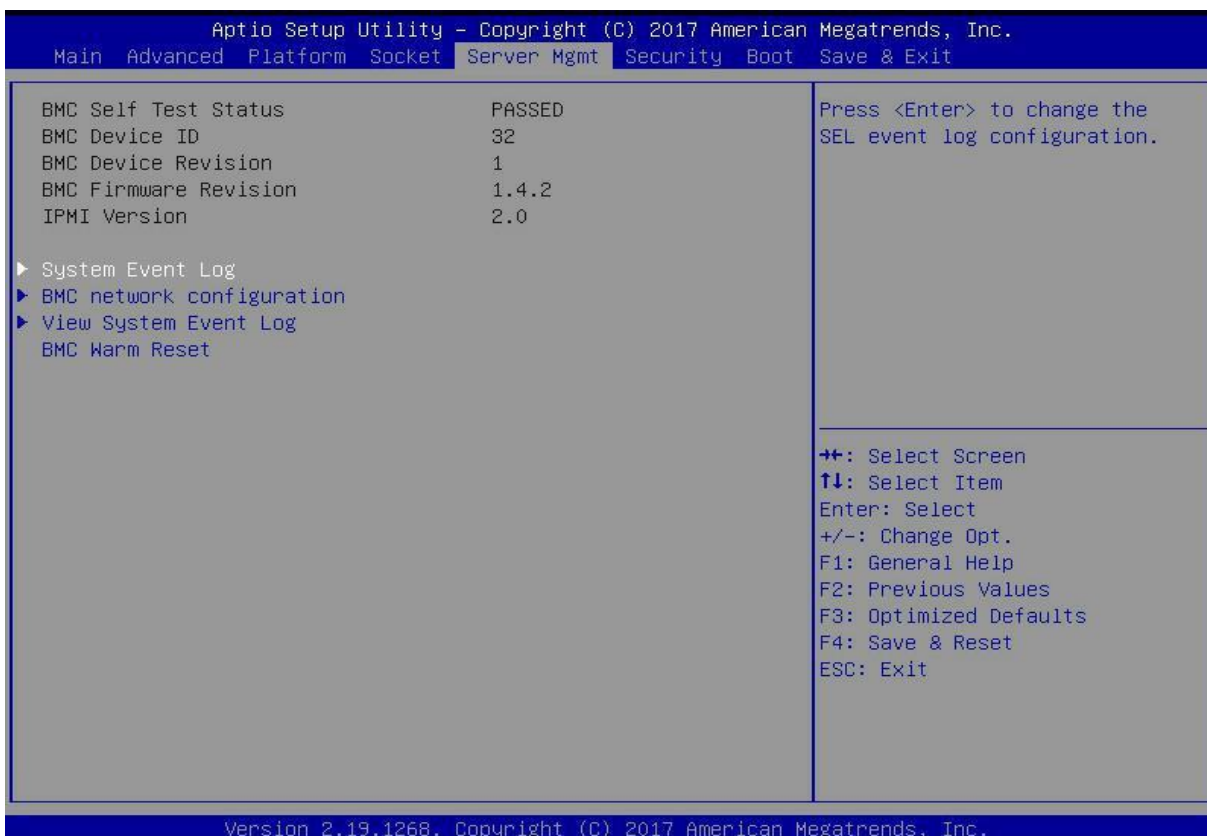 Aptio Setup Utility – Copyright (C) 2017 American Megatrends, Inc.
Main Advanced Platform Socket Server Mgmt Security Boot Save & Exit
BMC Self Test Status PASSED
BMC Device ID 32
BMC Device Revision 1
BMC Firmware Revision 1.4.2
IPMI Version 2.0
▶ System Event Log
▶ BMC network configuration
▶ View System Event Log
BMC Warm Reset
Press <Enter> to change the
SEL event log configuration.
→←: Select Screen
↑↓: Select Item
Enter: Select
+/-: Change Opt.
F1: General Help
F2: Previous Values
F3: Optimized Defaults
F4: Save & Reset
ESC: Exit
Version 2.19.1268. Copyright (C) 2017 American Megatrends, Inc.